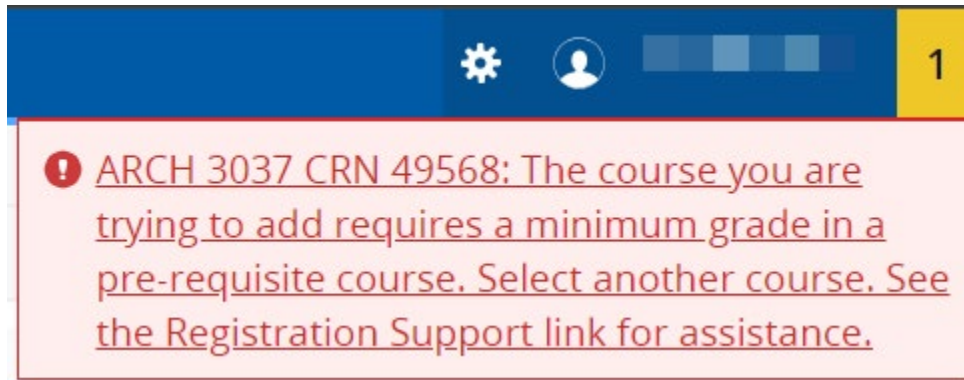 1
ARCH 3037 CRN 49568: The course you are
trying to add requires a minimum grade in a
pre-requisite course. Select another course. See
the Registration Support link for assistance.